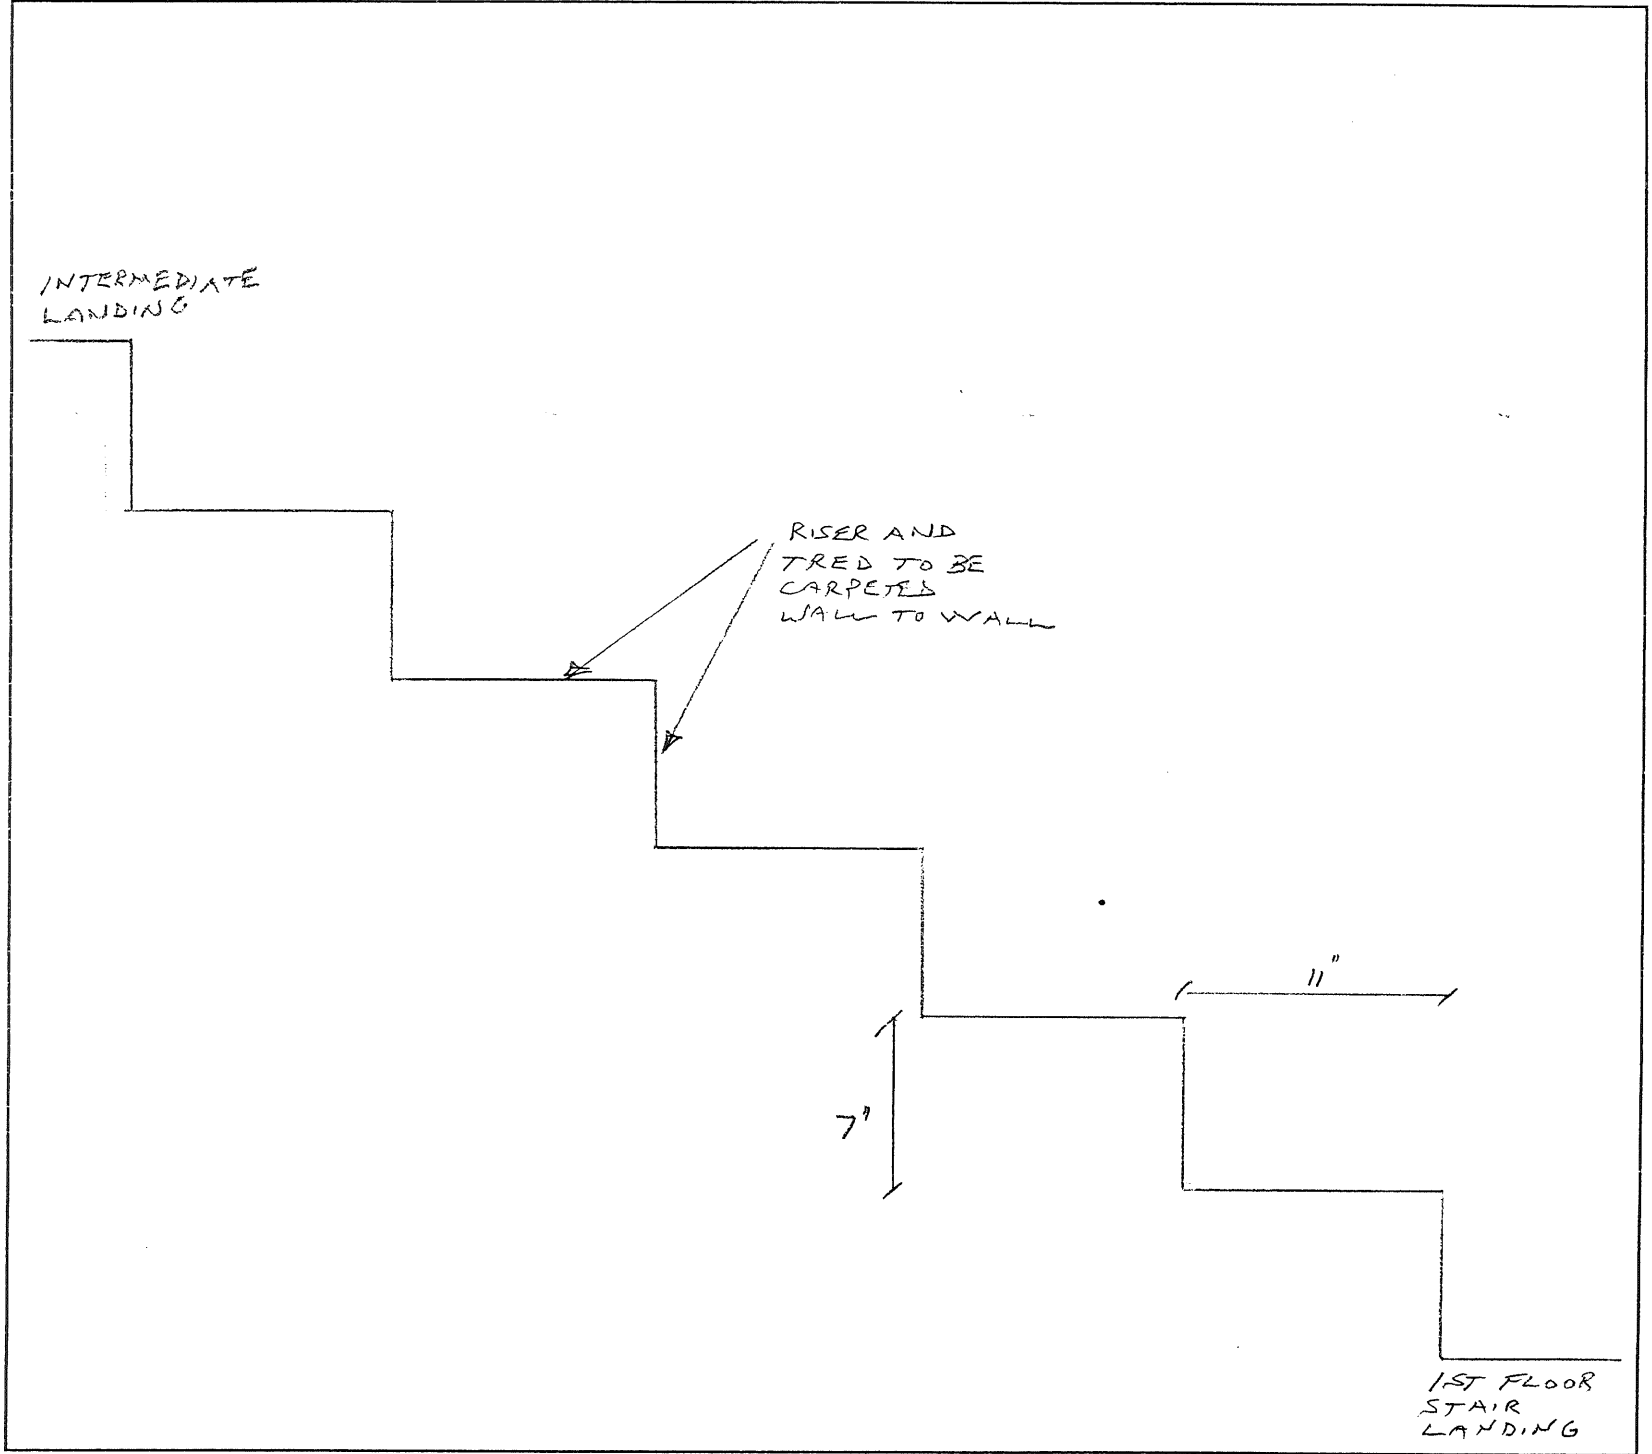 INTERMEDIATE
LANDING
RISER AND
TRED TO BE
CARPETED
WALL TO WALL
11"
7"
1ST FLOOR
STAIR
LANDING